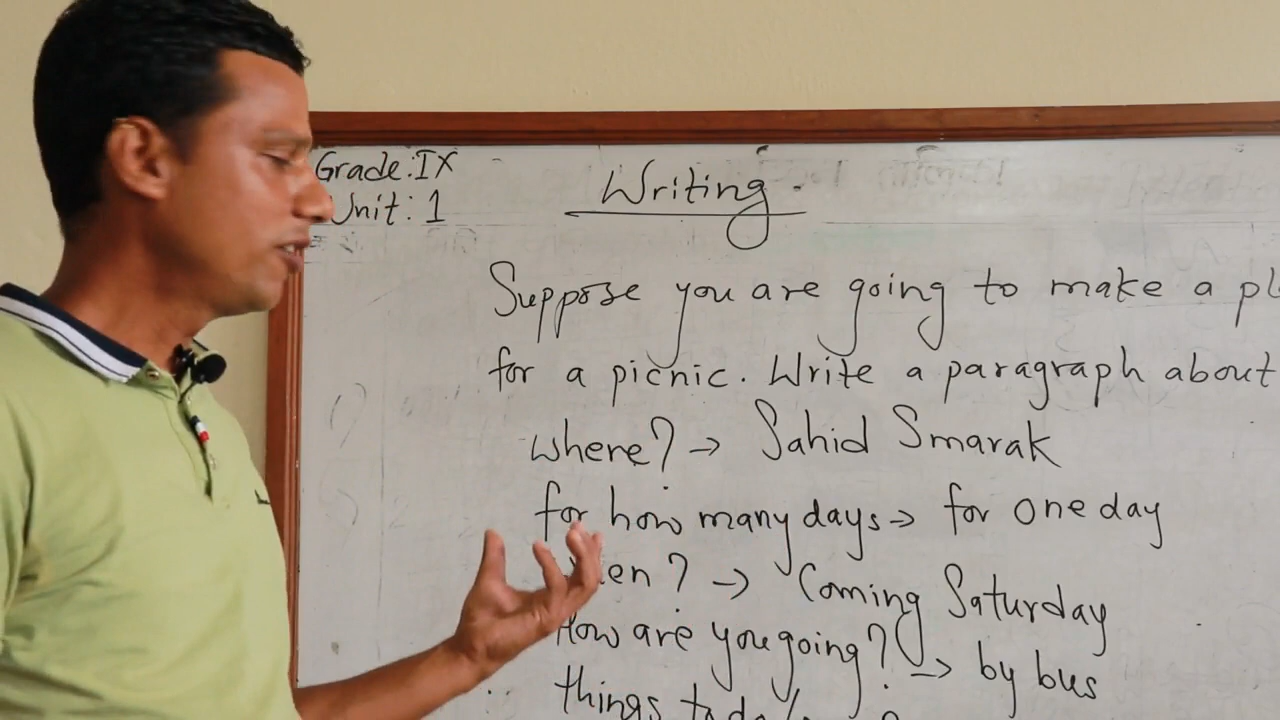 Grade: IX
Unit: 1
Writing.
Suppose you are going to make a
for a picnic. Write a paragraph about
where? → Sahid Smarak
for how many days → for one day
→ Coming Saturday
How are you going? → by bus
things to